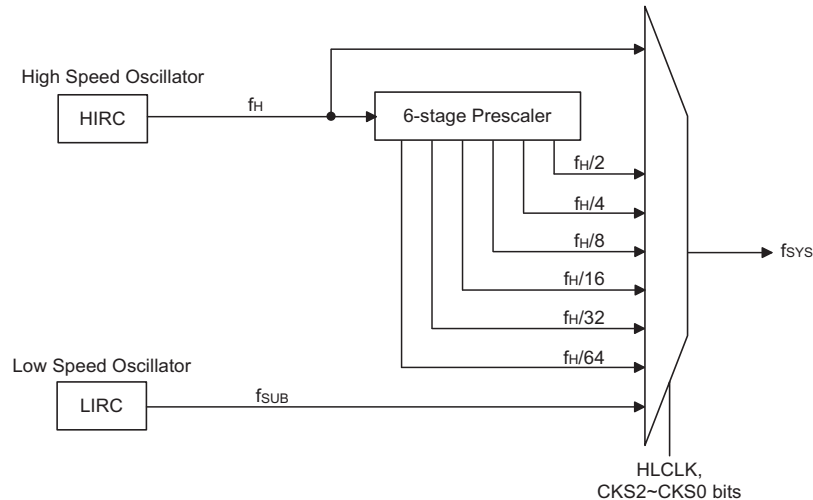 High Speed Oscillator
HIRC
fH
6-stage Prescaler
fH/2
fH/4
fH/8
fH/16
fH/32
fH/64
fSYS
Low Speed Oscillator
LIRC
fSUB
HLCLK,
CKS2~CKS0 bits